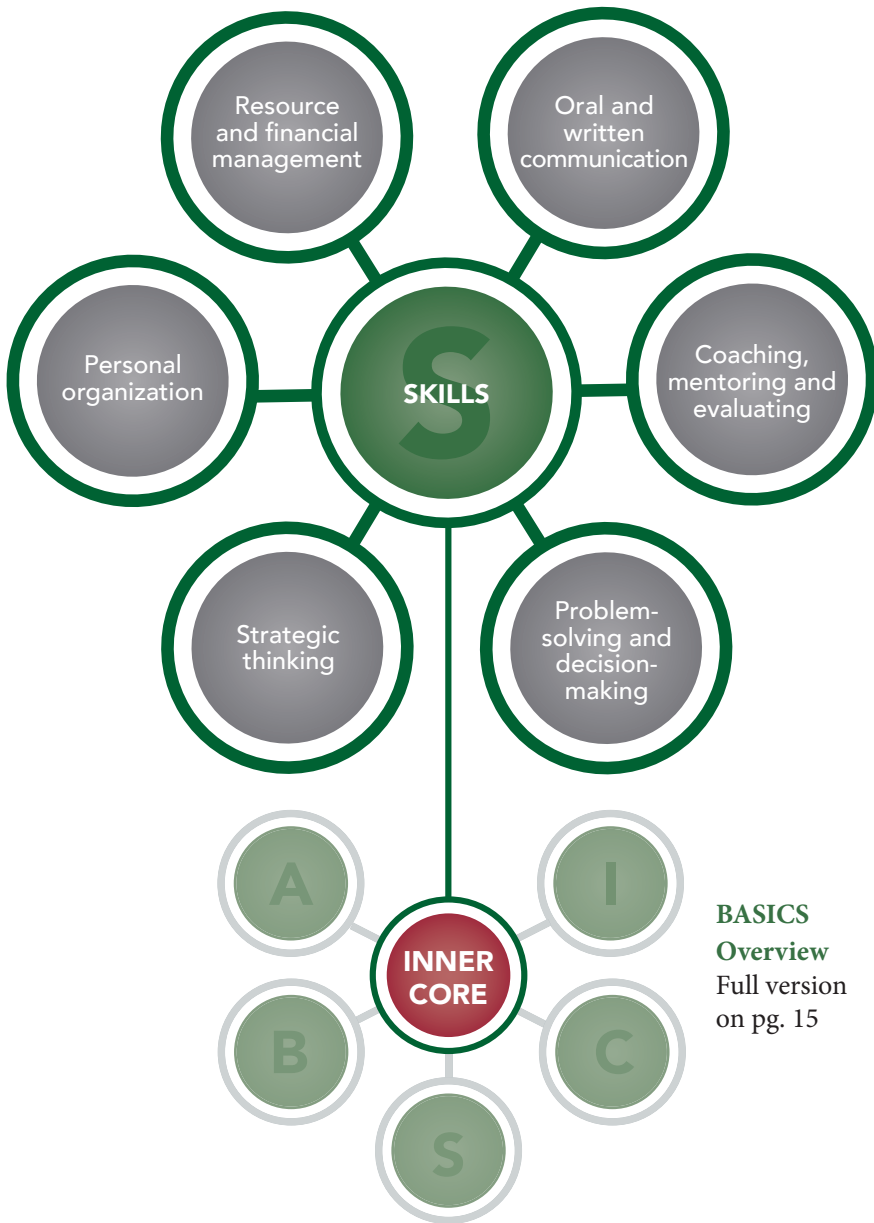 Resource
and financial
management
Oral and
written
communication
Personal
organization
S
SKILLS
Coaching,
mentoring and
evaluating
Strategic
thinking
Problem-
solving and
decision-
making
A
I
INNER
CORE
B
C
S
BASICS
Overview
Full version
on pg. 15